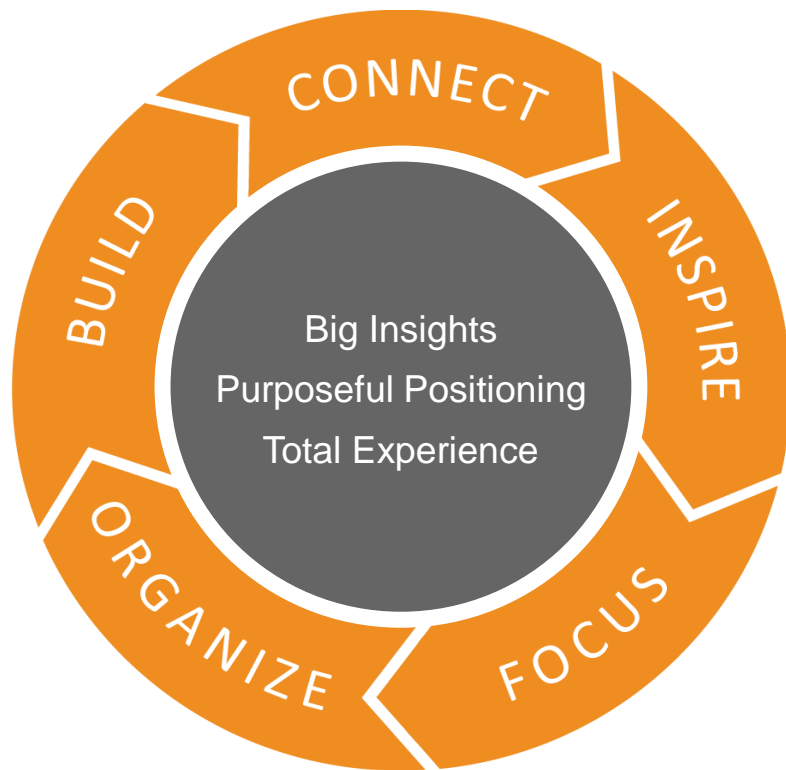 CONNECT
INSPIRE
FOCUS
ORGANIZE
BUILD
Big Insights
Purposeful Positioning
Total Experience